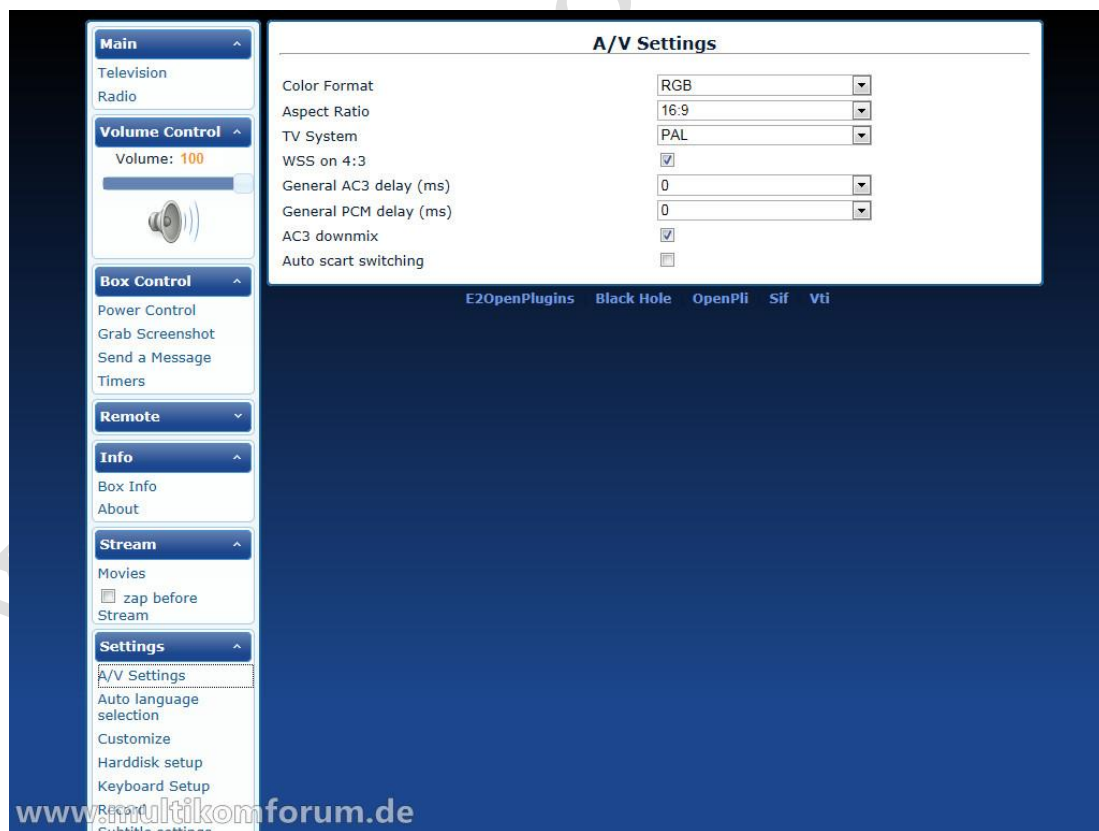 Main
Television
Radio
Volume Control
Volume: 100
Box Control
Power Control
Grab Screenshot
Send a Message
Timers
Remote
Info
Box Info
About
Stream
Movies
zap before
Stream
Settings
A/V Settings
Auto language
selection
Customize
Harddisk setup
Keyboard Setup
Record
Subtitle settings
A/V Settings
Color Format RGB
Aspect Ratio 16:9
TV System PAL
WSS on 4:3
General AC3 delay (ms) 0
General PCM delay (ms) 0
AC3 downmix
Auto scart switching
E2OpenPlugins Black Hole OpenPli Sif Vti
www.multikomforum.de